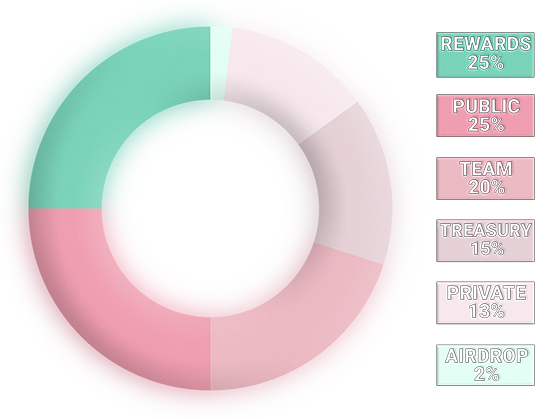 REWARDS
25%
PUBLIC
25%
TEAM
20%
TREASURY
15%
PRIVATE
13%
AIRDROP
2%